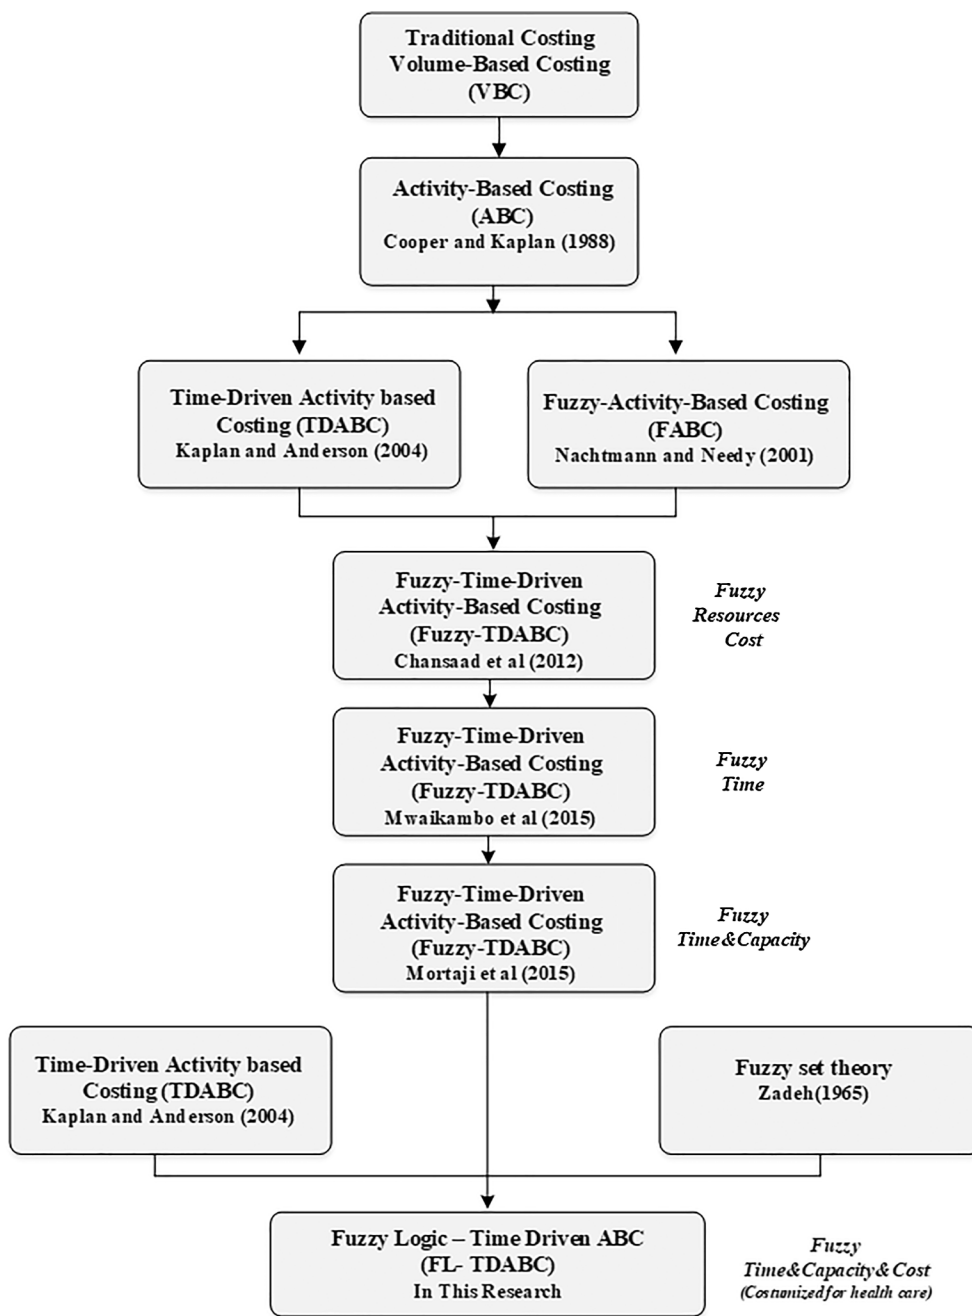 Traditional Costing
Volume-Based Costing
(VBC)
Activity-Based Costing
(ABC)
Cooper and Kaplan (1988)
Time-Driven Activity based
Costing (TDABC)
Kaplan and Anderson (2004)
Fuzzy-Activity-Based Costing
(FABC)
Nachtmann and Needy (2001)
Fuzzy-Time-Driven
Activity-Based Costing
(Fuzzy-TDABC)
Chansaad et al (2012)
Fuzzy
Resources
Cost
Fuzzy-Time-Driven
Activity-Based Costing
(Fuzzy-TDABC)
Mwaikambo et al (2015)
Fuzzy
Time
Fuzzy-Time-Driven
Activity-Based Costing
(Fuzzy-TDABC)
Mortaji et al (2015)
Fuzzy
Time&Capacity
Time-Driven Activity based
Costing (TDABC)
Kaplan and Anderson (2004)
Fuzzy set theory
Zadeh(1965)
Fuzzy Logic – Time Driven ABC
(FL- TDABC)
In This Research
Fuzzy
Time&Capacity&Cost
(Costumized for health care)